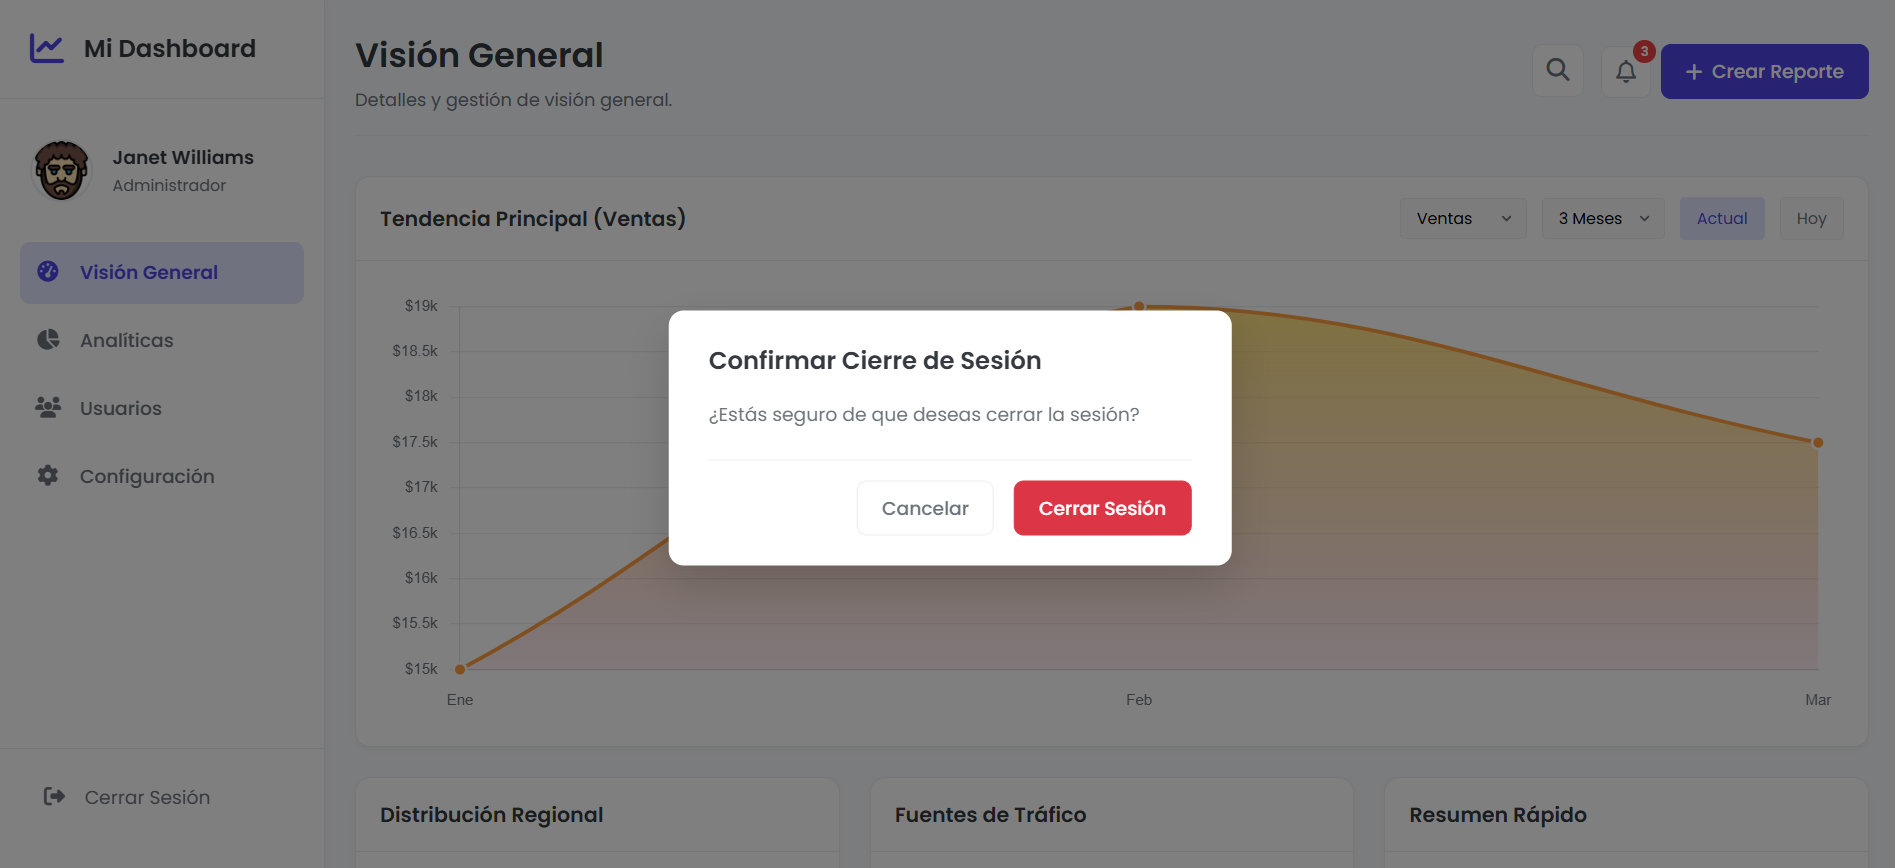 Mi Dashboard
Janet Williams
Administrador
Visión General
Analíticas
Usuarios
Configuración
Cerrar Sesión
Visión General
Detalles y gestión de visión general.
3
Crear Reporte
Tendencia Principal (Ventas)
Ventas
3 Meses
Actual
Hoy
$19k
$18.5k
$18k
$17.5k
$17k
$16.5k
$16k
$15.5k
$15k
Ene
Feb
Mar
Confirmar Cierre de Sesión
¿Estás seguro de que deseas cerrar la sesión?
Cancelar
Cerrar Sesión
Distribución Regional
Fuentes de Tráfico
Resumen Rápido